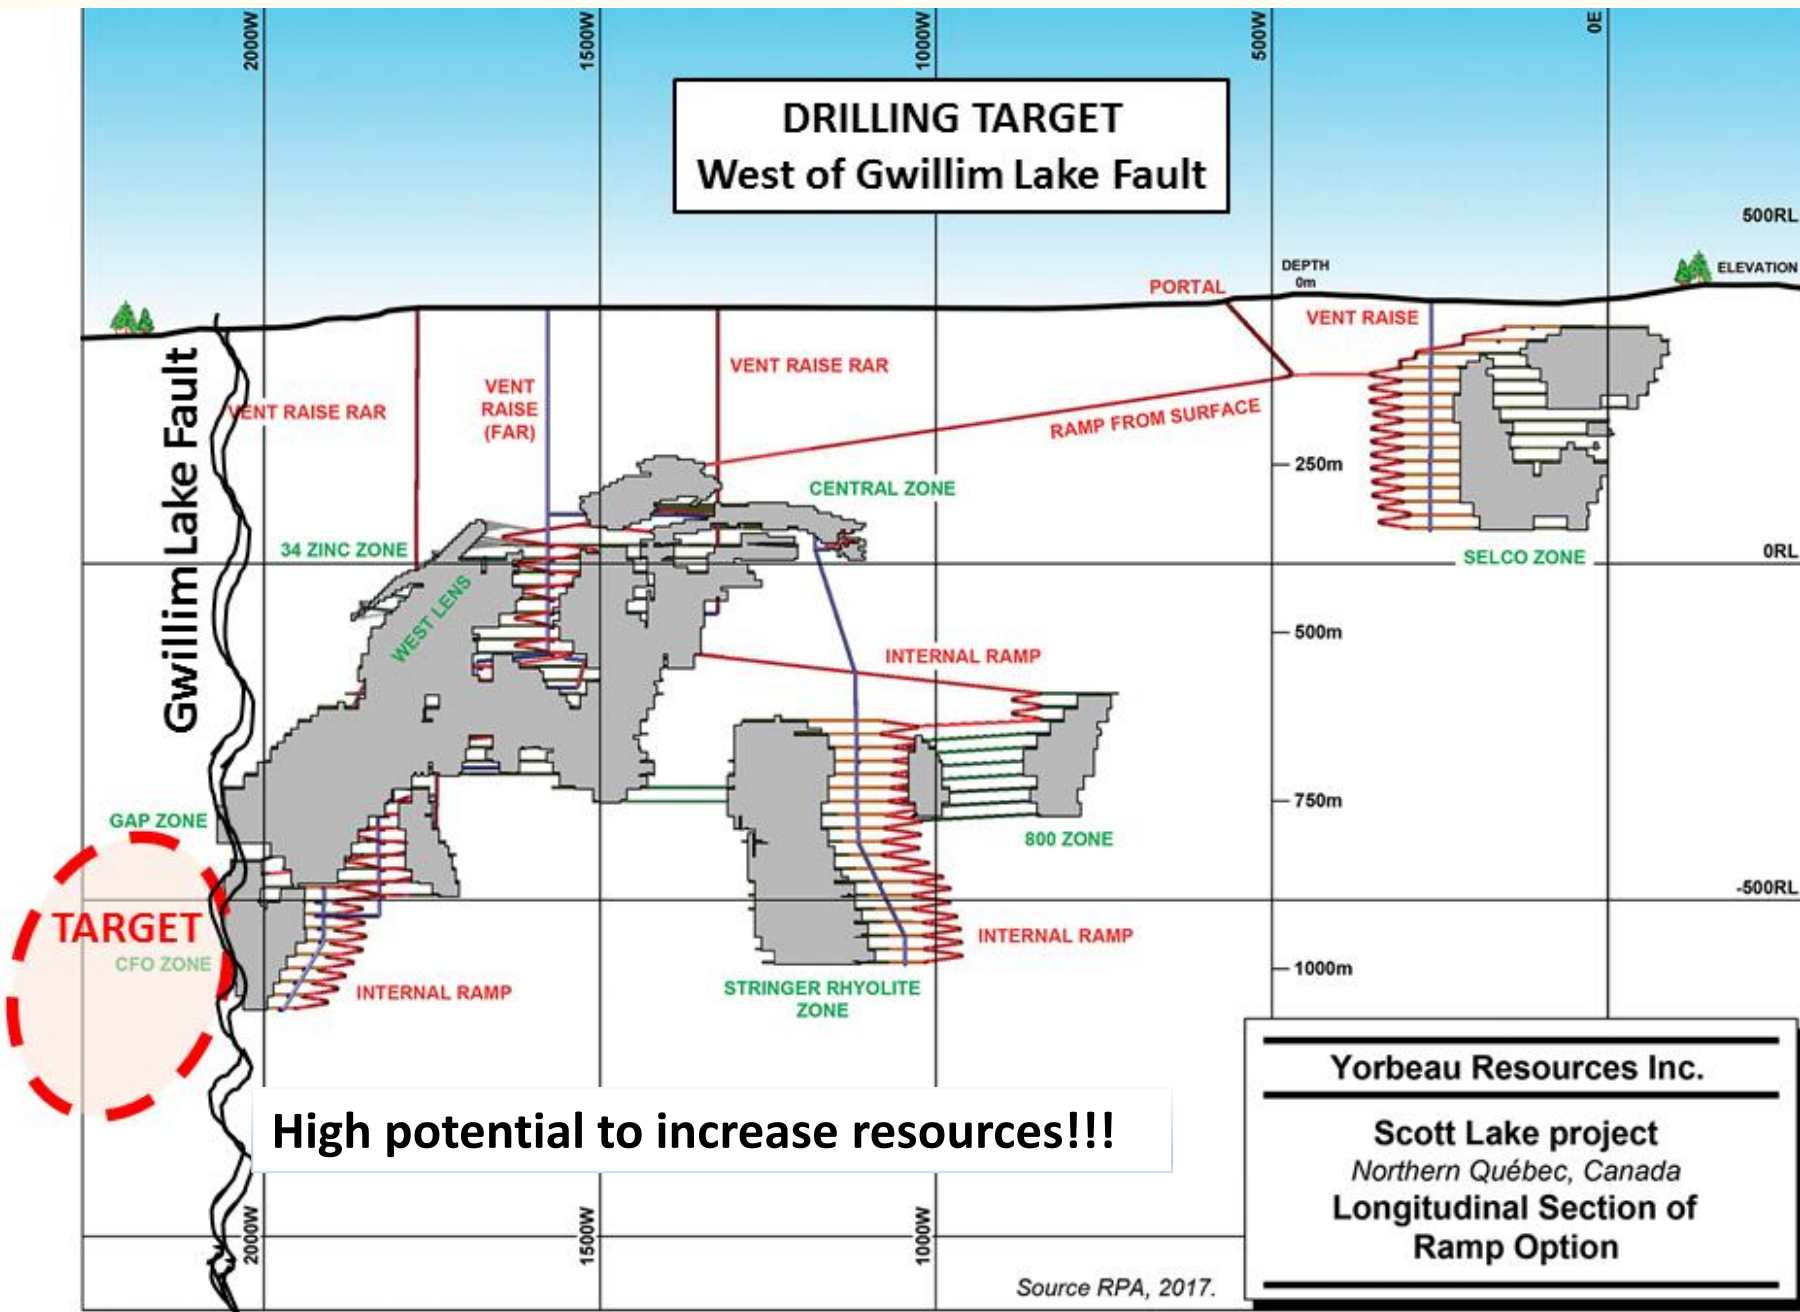 2000W
1500W
1000W
500W
0E
DRILLING TARGET
West of Gwillim Lake Fault
500RL
DEPTH
0m
ELEVATION
PORTAL
VENT RAISE
Gwillim Lake Fault
VENT RAISE RAR
VENT
RAISE
(FAR)
VENT RAISE RAR
RAMP FROM SURFACE
250m
CENTRAL ZONE
34 ZINC ZONE
SELCO ZONE
0RL
WEST LENS
500m
INTERNAL RAMP
750m
GAP ZONE
800 ZONE
-500RL
TARGET
CFO ZONE
INTERNAL RAMP
1000m
INTERNAL RAMP
STRINGER RHYOLITE
ZONE
High potential to increase resources!!!
Yorbeau Resources Inc.
Scott Lake project
Northern Québec, Canada
Longitudinal Section of
Ramp Option
2000W
1500W
1000W
Source RPA, 2017.